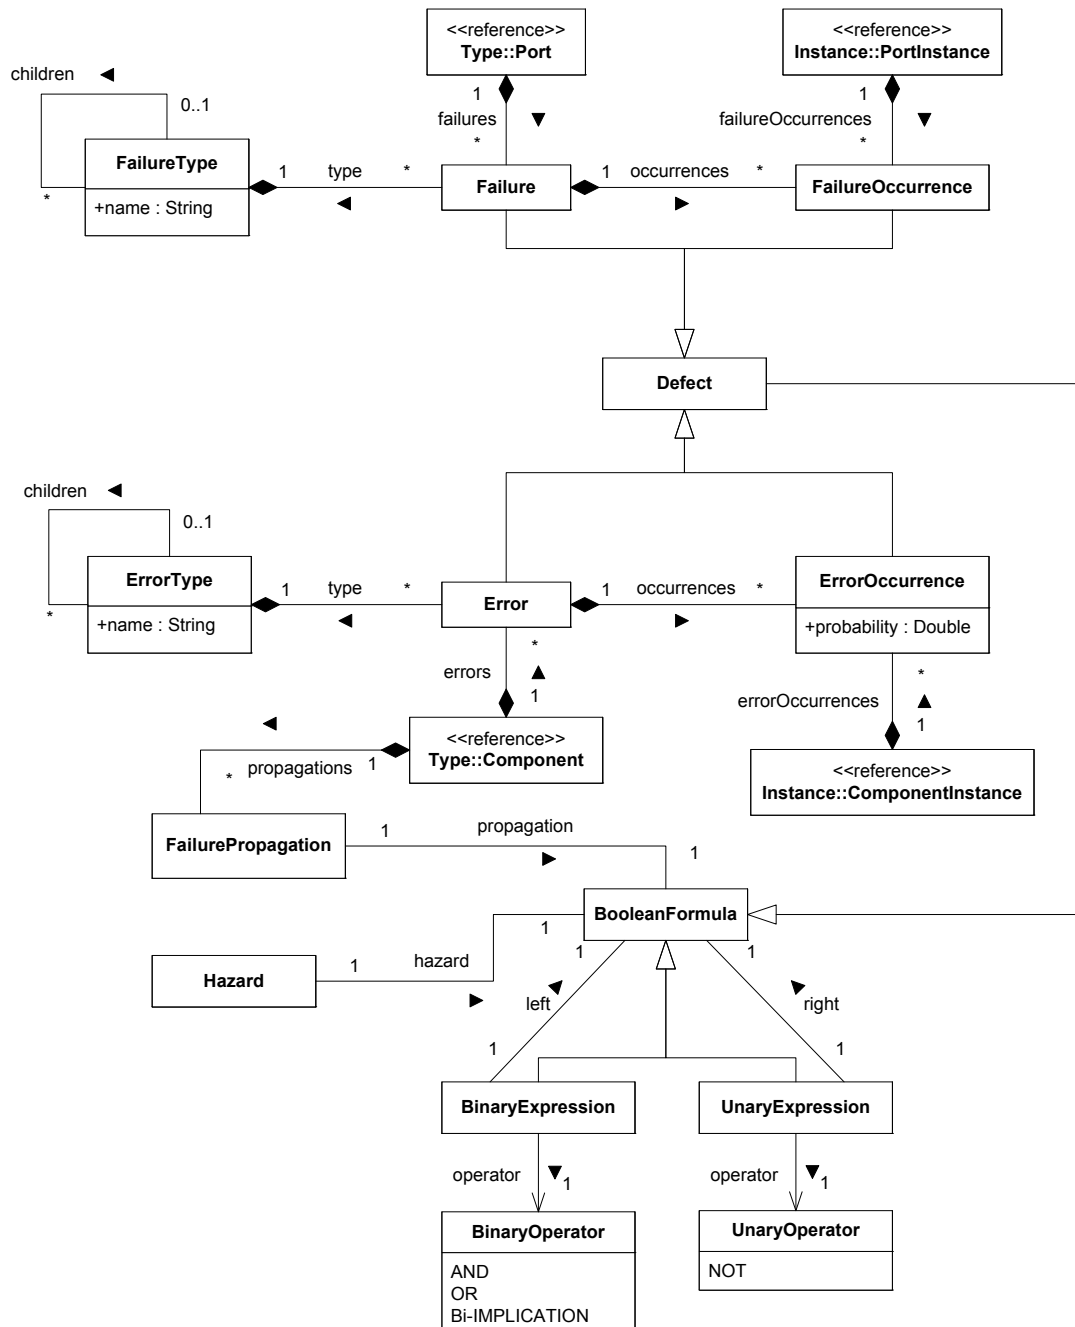 <<reference>>
Type::Port
<<reference>>
Instance::PortInstance
children
0..1
1
1
failures
failureOccurrences
*
*
FailureType
+name : String
*
1
type
*
Failure
1
occurrences
*
FailureOccurrence
Defect
children
0..1
ErrorType
+name : String
*
1
type
*
Error
1
occurrences
*
ErrorOccurrence
+probability : Double
*
errors
1
*
errorOccurrences
1
<<reference>>
Type::Component
1
propagations
*
<<reference>>
Instance::ComponentInstance
FailurePropagation
1
propagation
1
BooleanFormula
1
1
1
Hazard
1
hazard
left
right
1
1
BinaryExpression
UnaryExpression
operator
1
operator
1
BinaryOperator
AND
OR
Bi-IMPLICATION
UnaryOperator
NOT